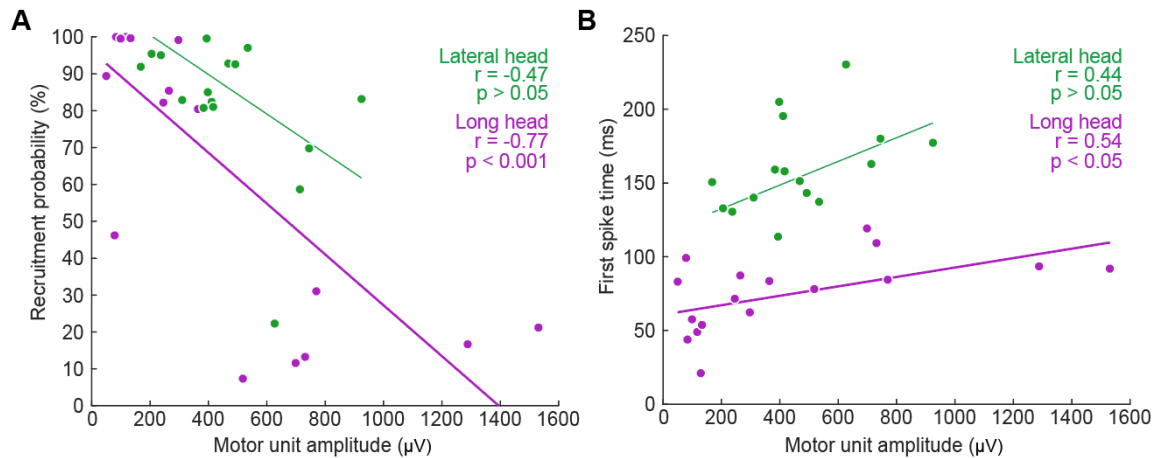 A
Recruitment probability (%)
100
90
80
70
60
50
40
30
20
10
0
0 200 400 600 800 1000 1200 1400 1600
Motor unit amplitude (µV)
Lateral head
r = -0.47
p > 0.05
Long head
r = -0.77
p < 0.001
B
First spike time (ms)
250
200
150
100
50
0
0 200 400 600 800 1000 1200 1400 1600
Motor unit amplitude (µV)
Lateral head
r = 0.44
p > 0.05
Long head
r = 0.54
p < 0.05